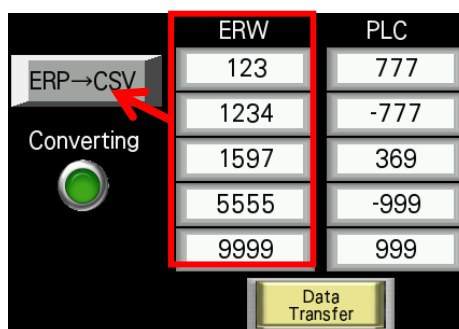 ERW PLC
ERP→CSV
123 777
1234 -777
Converting
1597 369
5555 -999
9999 999
Data
Transfer